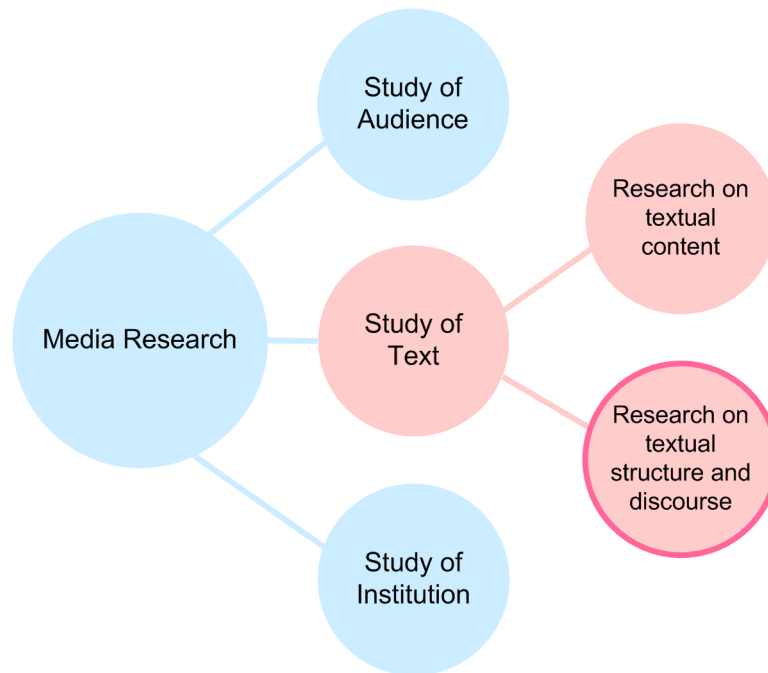 Study of
Audience
Research on
textual
content
Media Research
Study of
Text
Research on
textual
structure and
discourse
Study of
Institution